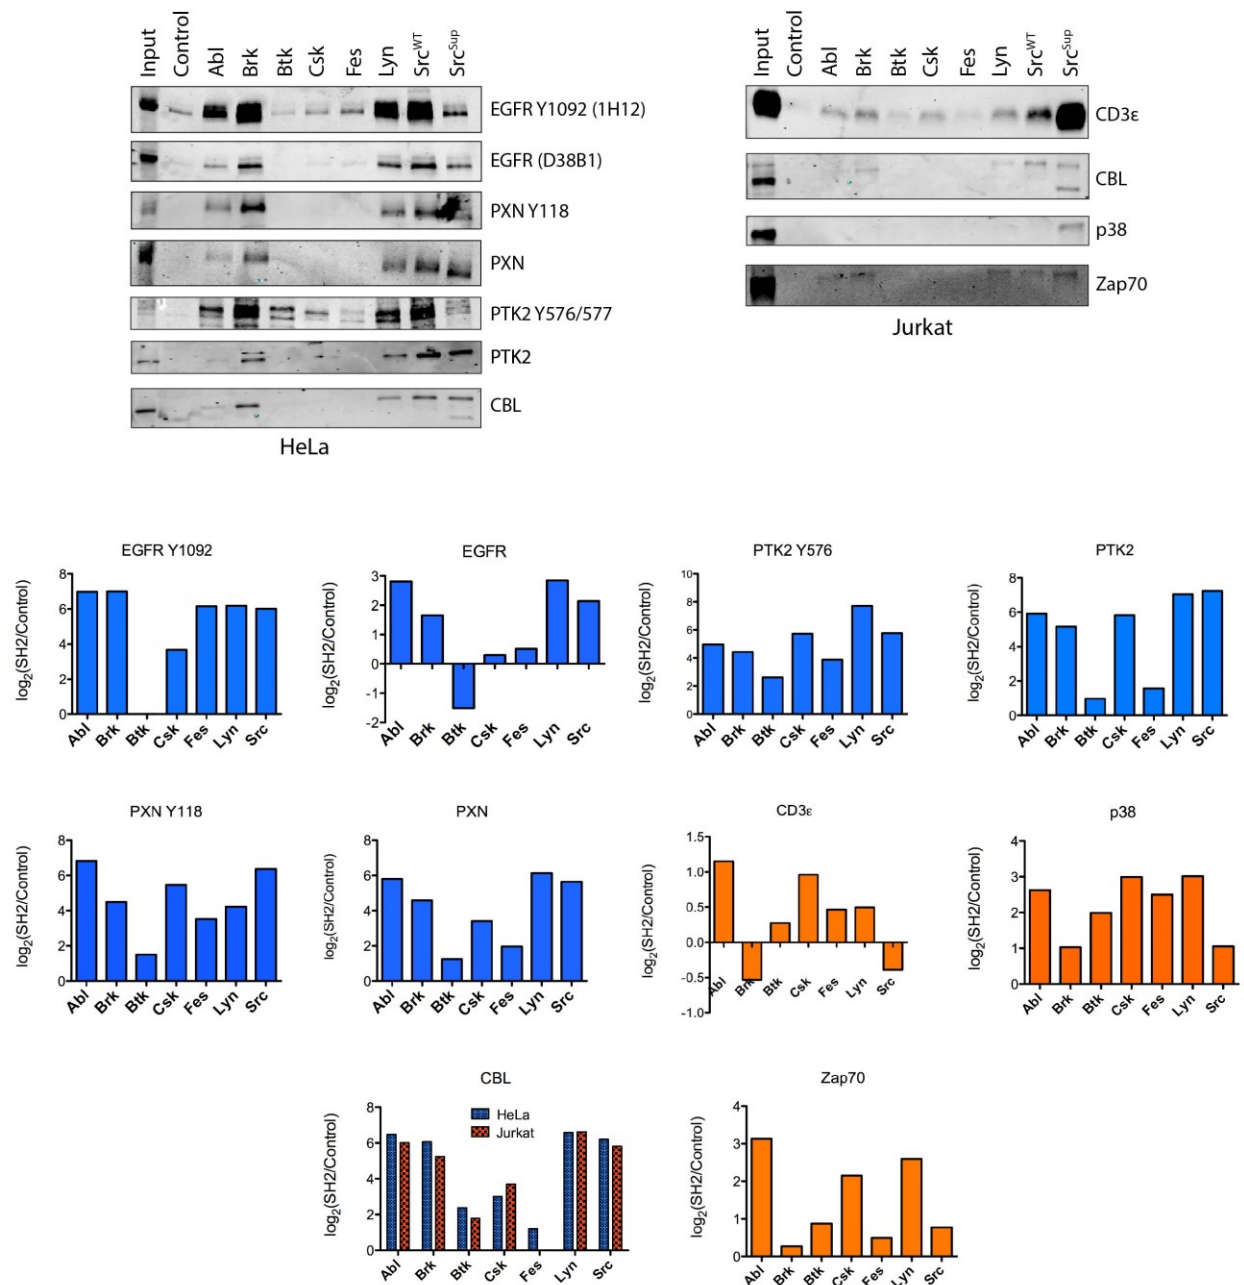 Input Control Abl Brk Btk Csk Fes Lyn Src^WT Src^Sup
EGFR Y1092 (1H12)
EGFR (D38B1)
PXN Y118
PXN
PTK2 Y576/577
PTK2
CBL
HeLa
Input Control Abl Brk Btk Csk Fes Lyn Src^WT Src^Sup
CD3ε
CBL
p38
Zap70
Jurkat
EGFR Y1092
log2(SH2/Control)
8
6
4
2
0
Abl Brk Btk Csk Fes Lyn Src
EGFR
log2(SH2/Control)
3
2
1
0
-1
-2
Abl Brk Btk Csk Fes Lyn Src
PTK2 Y576
log2(SH2/Control)
10
8
6
4
2
0
Abl Brk Btk Csk Fes Lyn Src
PTK2
log2(SH2/Control)
8
6
4
2
0
Abl Brk Btk Csk Fes Lyn Src
PXN Y118
log2(SH2/Control)
8
6
4
2
0
Abl Brk Btk Csk Fes Lyn Src
PXN
log2(SH2/Control)
8
6
4
2
0
Abl Brk Btk Csk Fes Lyn Src
CD3ε
log2(SH2/Control)
1.5
1.0
0.5
0.0
-0.5
-1.0
Abl Brk Btk Csk Fes Lyn Src
p38
log2(SH2/Control)
4
3
2
1
0
Abl Brk Btk Csk Fes Lyn Src
CBL
HeLa
Jurkat
log2(SH2/Control)
8
6
4
2
0
Abl Brk Btk Csk Fes Lyn Src
Zap70
log2(SH2/Control)
4
3
2
1
0
Abl Brk Btk Csk Fes Lyn Src